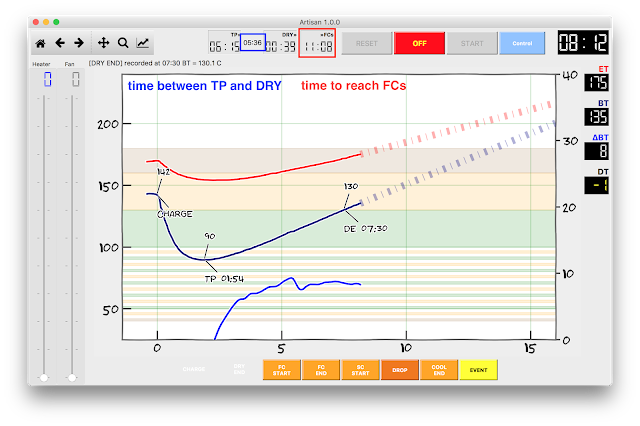 Artisan 1.0.0
TP▸ DRY▸ ▸FCs
05:36 00:39 11:08
RESET OFF START Control 08:12
Heater Fan
0 0
[DRY END] recorded at 07:30 BT = 130.1 C
time between TP and DRY time to reach FCs
ET
175
BT
135
ΔBT
8
DT
-1
40
30
20
10
0
200
150
100
50
142
CHARGE
90
TP 01:54
130
DE 07:30
0 5 10 15
CHARGE DRY END FC START FC END SC START DROP COOL END EVENT